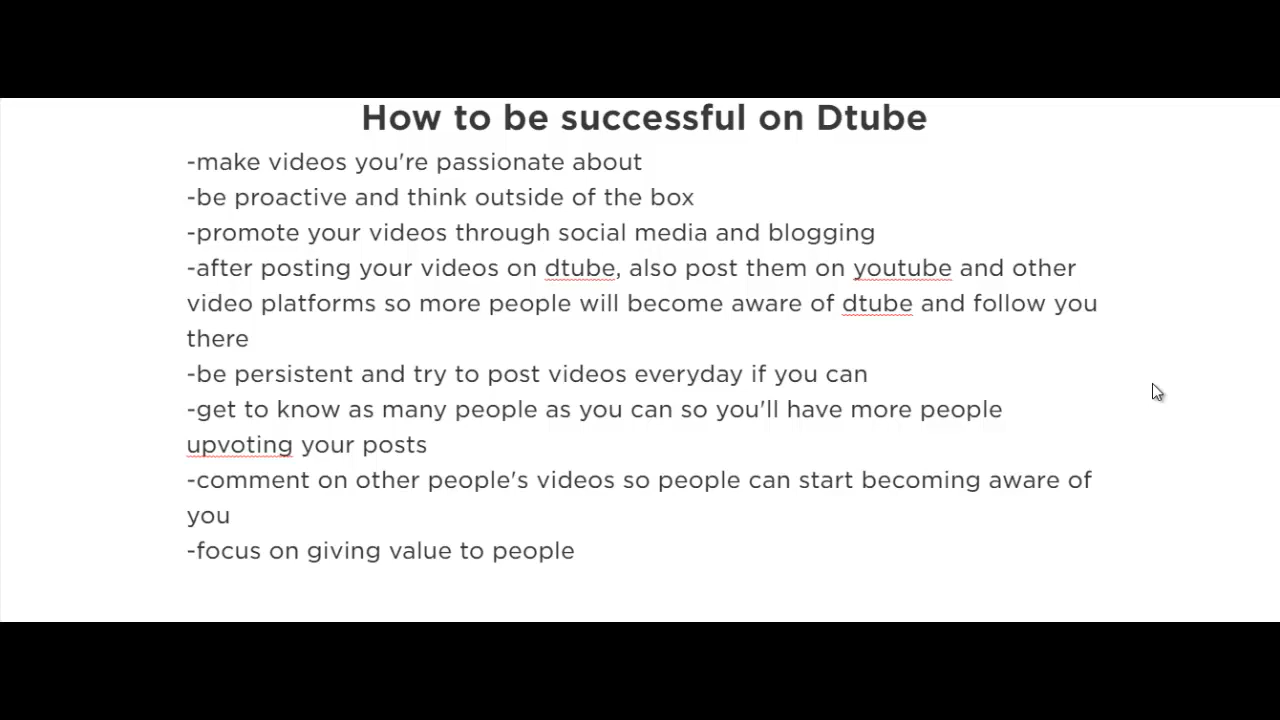 How to be successful on Dtube
-make videos you're passionate about
-be proactive and think outside of the box
-promote your videos through social media and blogging
-after posting your videos on dtube, also post them on youtube and other
video platforms so more people will become aware of dtube and follow you
there
-be persistent and try to post videos everyday if you can
-get to know as many people as you can so you'll have more people
upvoting your posts
-comment on other people's videos so people can start becoming aware of
you
-focus on giving value to people